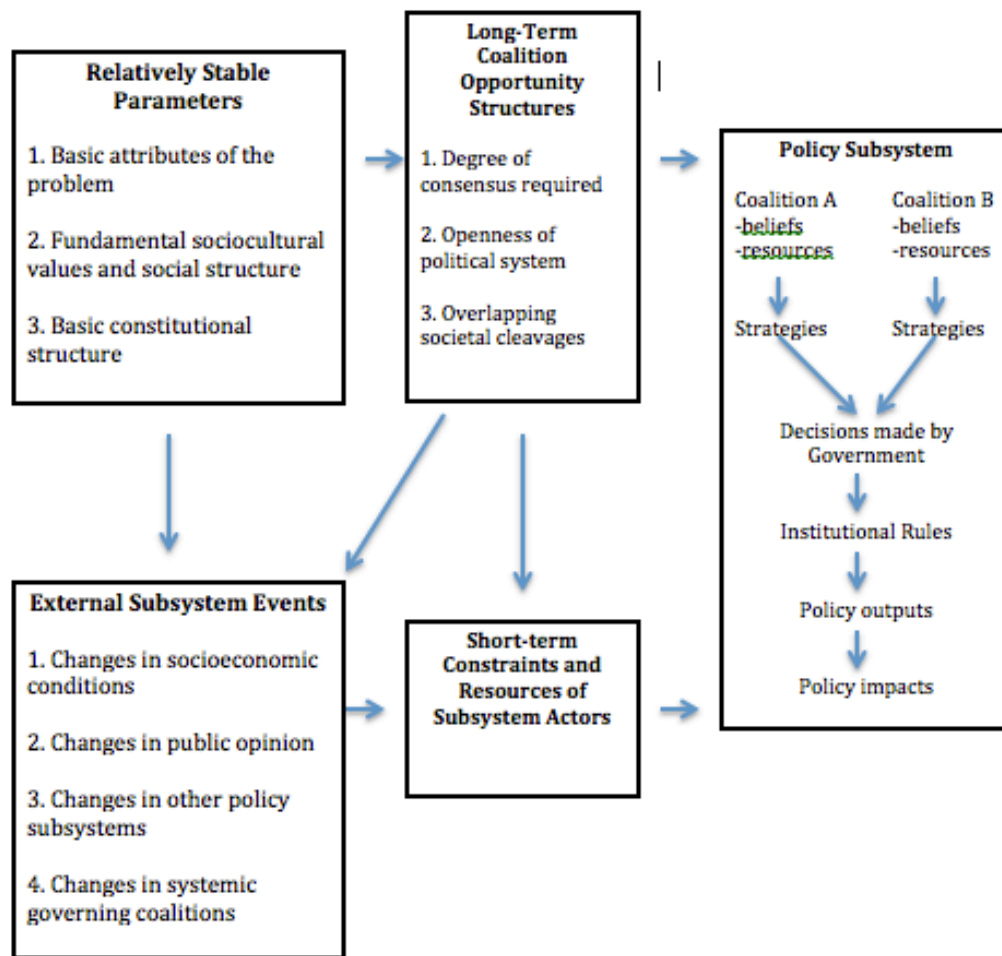 Relatively Stable
Parameters
1. Basic attributes of the
problem
2. Fundamental sociocultural
values and social structure
3. Basic constitutional
structure
Long-Term
Coalition
Opportunity
Structures
1. Degree of
consensus required
2. Openness of
political system
3. Overlapping
societal cleavages
Policy Subsystem
Coalition A
-beliefs
-resources
Coalition B
-beliefs
-resources
Strategies
Strategies
Decisions made by
Government
Institutional Rules
Policy outputs
Policy impacts
External Subsystem Events
1. Changes in socioeconomic
conditions
2. Changes in public opinion
3. Changes in other policy
subsystems
4. Changes in systemic
governing coalitions
Short-term
Constraints and
Resources of
Subsystem Actors